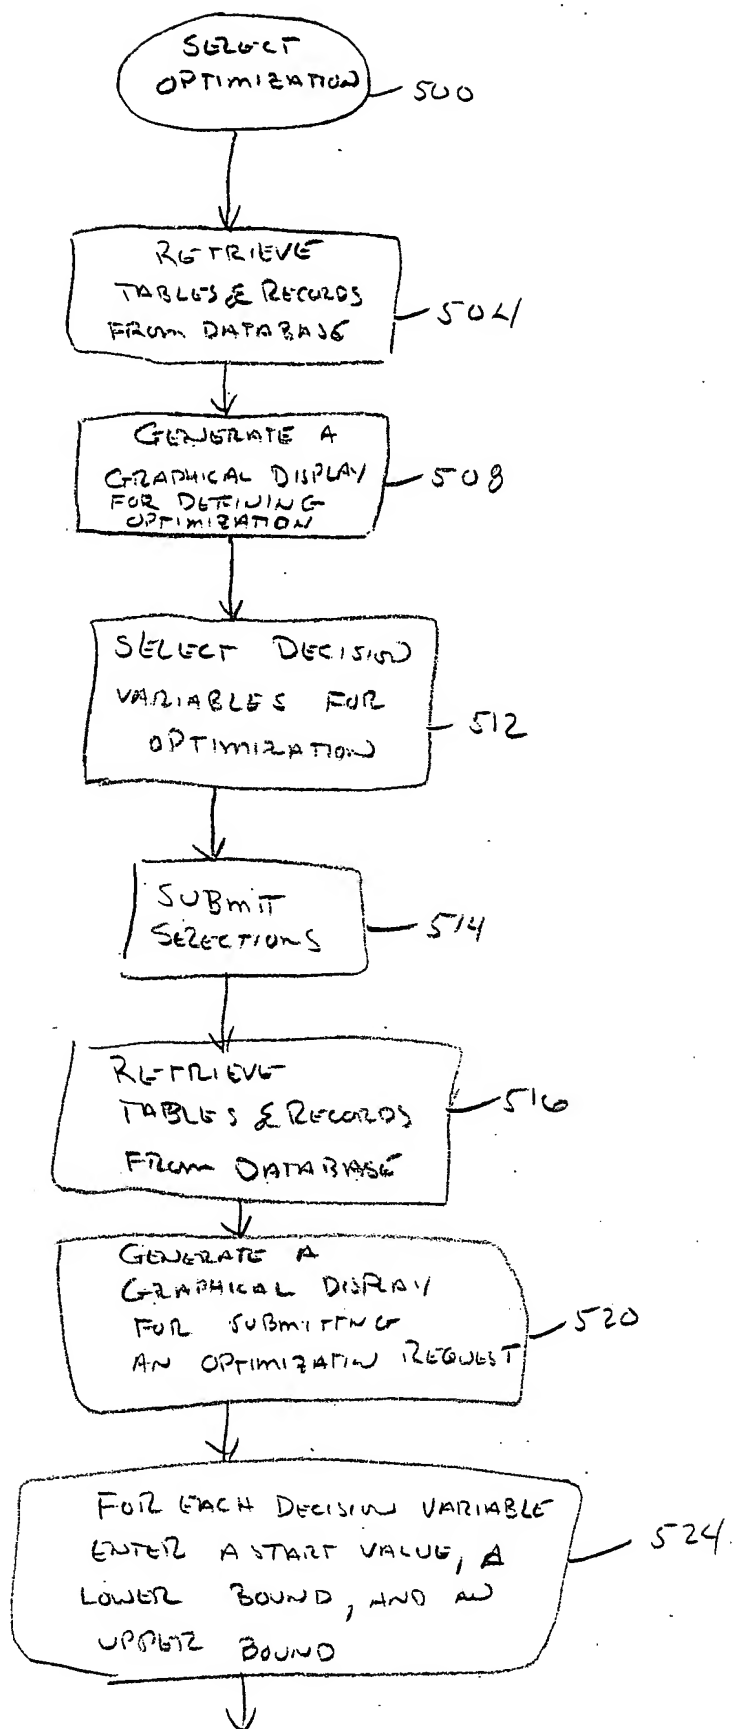 SELECT
OPTIMIZATION
500
RETRIEVE
TABLES & RECORDS
FROM DATABASE
504
GENERATE A
GRAPHICAL DISPLAY
FOR DEFINING
OPTIMIZATION
508
SELECT DECISION
VARIABLES FOR
OPTIMIZATION
512
SUBMIT
SELECTIONS
514
RETRIEVE
TABLES & RECORDS
FROM DATABASE
516
GENERATE A
GRAPHICAL DISPLAY
FOR SUBMITTNG
AN OPTIMIZATION REQUEST
520
FOR EACH DECISION VARIABLE
ENTER A START VALUE, A
LOWER BOUND, AND AN
UPPER BOUND
524